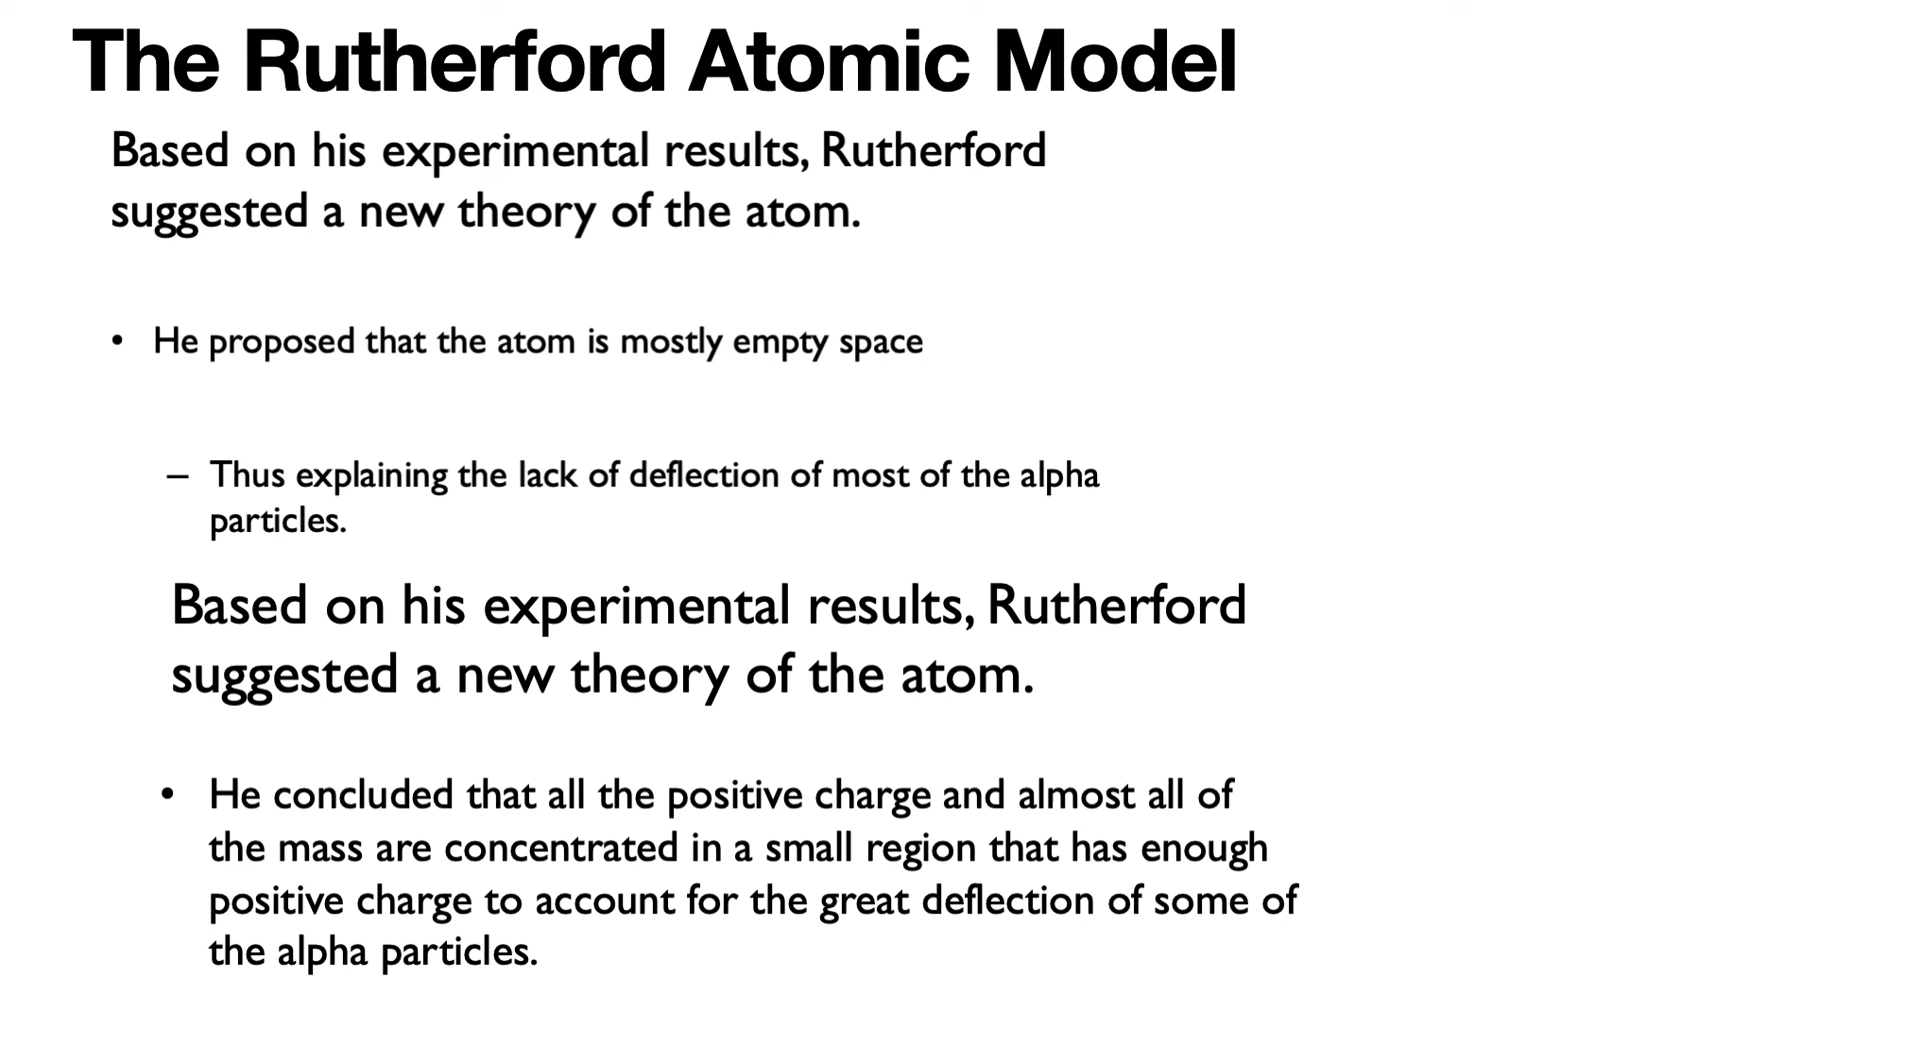 The Rutherford Atomic Model
Based on his experimental results, Rutherford
suggested a new theory of the atom.
• He proposed that the atom is mostly empty space
– Thus explaining the lack of deflection of most of the alpha
particles.
Based on his experimental results, Rutherford
suggested a new theory of the atom.
• He concluded that all the positive charge and almost all of
the mass are concentrated in a small region that has enough
positive charge to account for the great deflection of some of
the alpha particles.